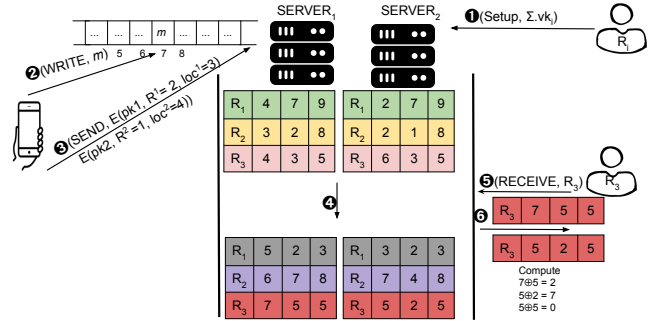 SERVER₁ SERVER₂
❶(Setup, Σ.vkᵢ)
Rᵢ
... ... ... m ... ... ...
5 6 7 8
❷(WRITE, m)
❸(SEND, E(pk1, R¹= 2, loc¹=3)
E(pk2, R² =1, loc²=4))
R₁ 4 7 9
R₂ 3 2 8
R₃ 4 3 5
R₁ 2 7 9
R₂ 2 1 8
R₃ 6 3 5
❹
R₁ 5 2 3
R₂ 6 7 8
R₃ 7 5 5
R₁ 3 2 3
R₂ 7 4 8
R₃ 5 2 5
❺(RECEIVE, R₃)
R₃
❻
R₃ 7 5 5
R₃ 5 2 5
Compute
7⊕5 = 2
5⊕2 = 7
5⊕5 = 0